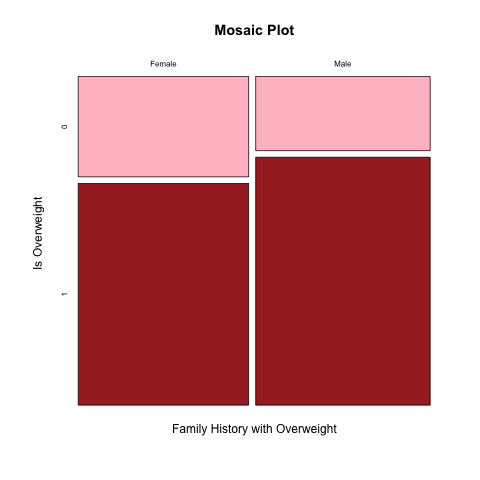 Mosaic Plot
Female Male
0
Is Overweight
1
Family History with Overweight